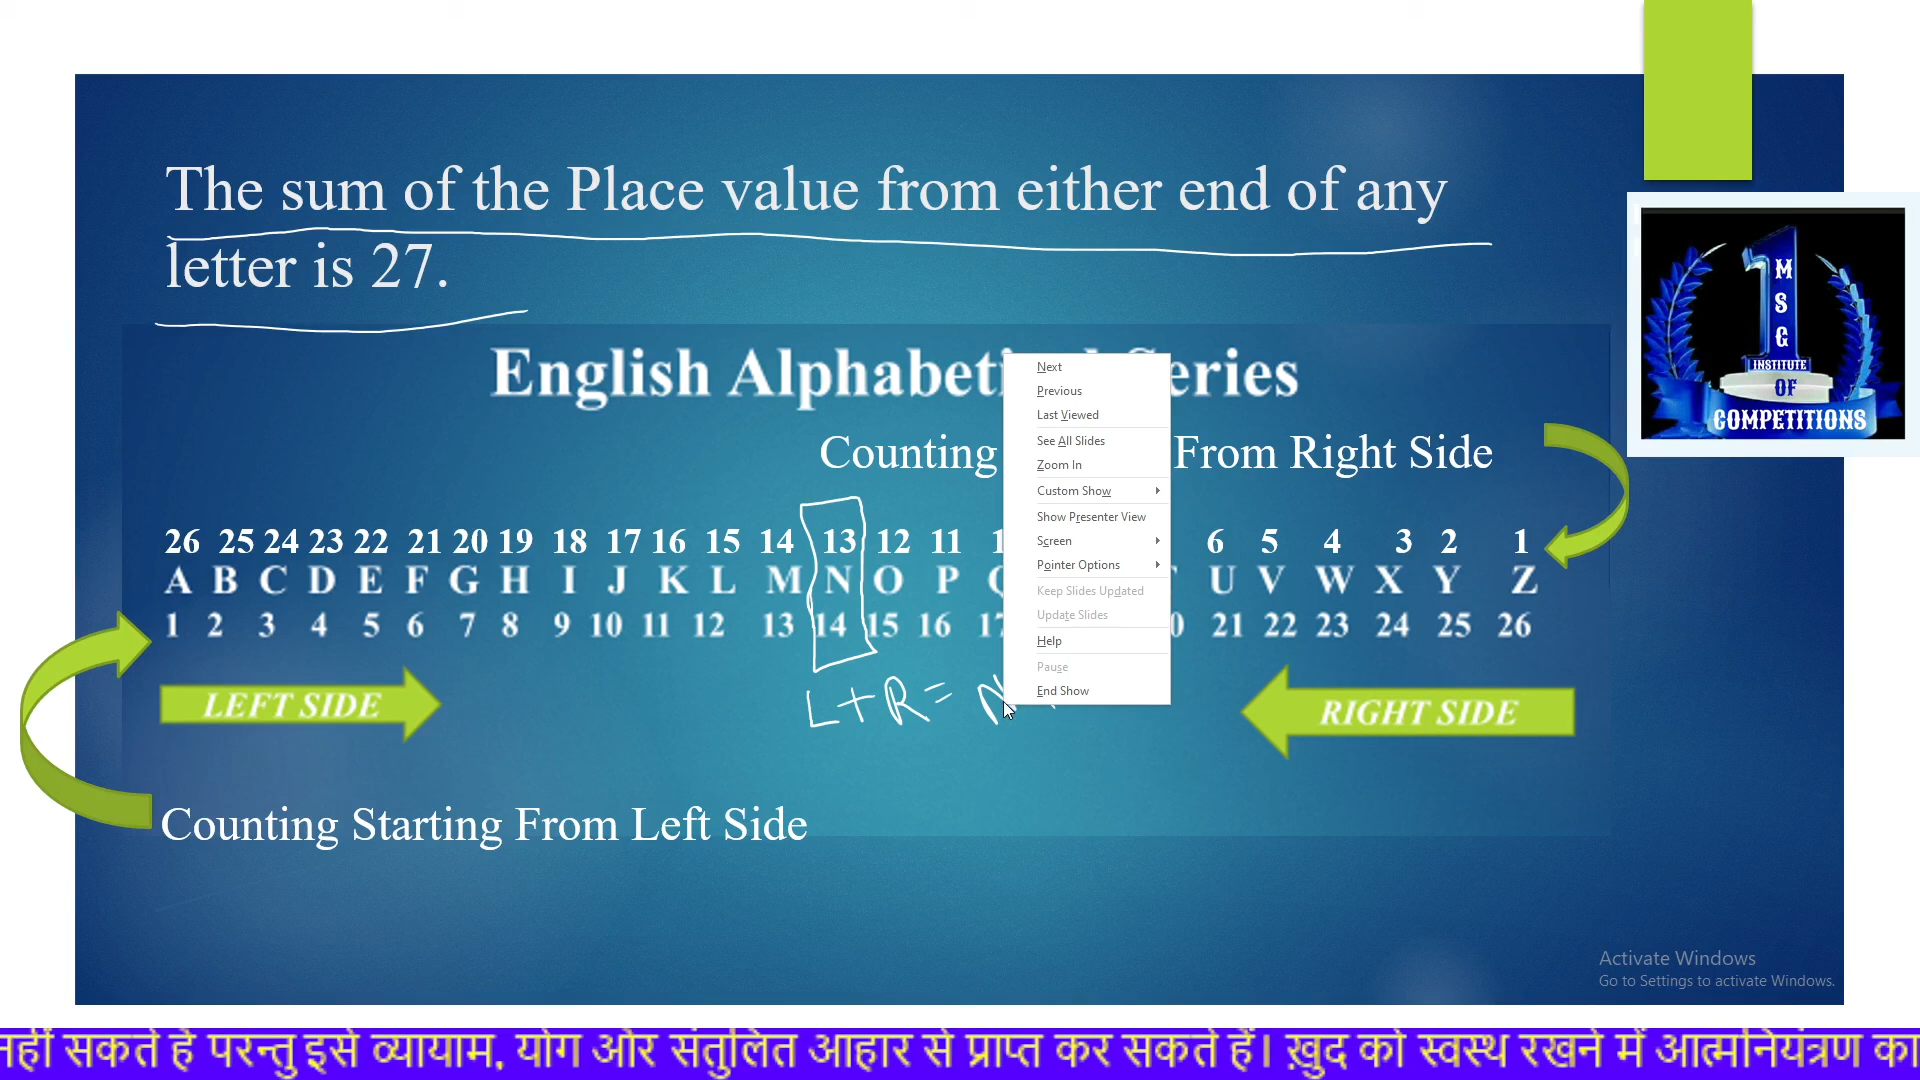 The sum of the Place value from either end of any
letter is 27.
M
S
G
INSTITUTE
OF
COMPETITIONS
English Alphabeti eries
Counting From Right Side
Next
Previous
Last Viewed
See All Slides
Zoom In
Custom Show
Show Presenter View
Screen
Pointer Options
Keep Slides Updated
Update Slides
Help
Pause
End Show
26 25 24 23 22 21 20 19 18 17 16 15 14 13 12 11 1 6 5 4 3 2 1
A B C D E F G H I J K L M N O P U V W X Y Z
1 2 3 4 5 6 7 8 9 10 11 12 13 14 15 16 17 0 21 22 23 24 25 26
LEFT SIDE
L+R= N
RIGHT SIDE
Counting Starting From Left Side
Activate Windows
Go to Settings to activate Windows.
नहीं सकते है परन्तु इसे व्यायाम, योग और संतुलित आहार से प्राप्त कर सकते हैं। ख़ुद को स्वस्थ रखने में आत्मनियंत्रण का